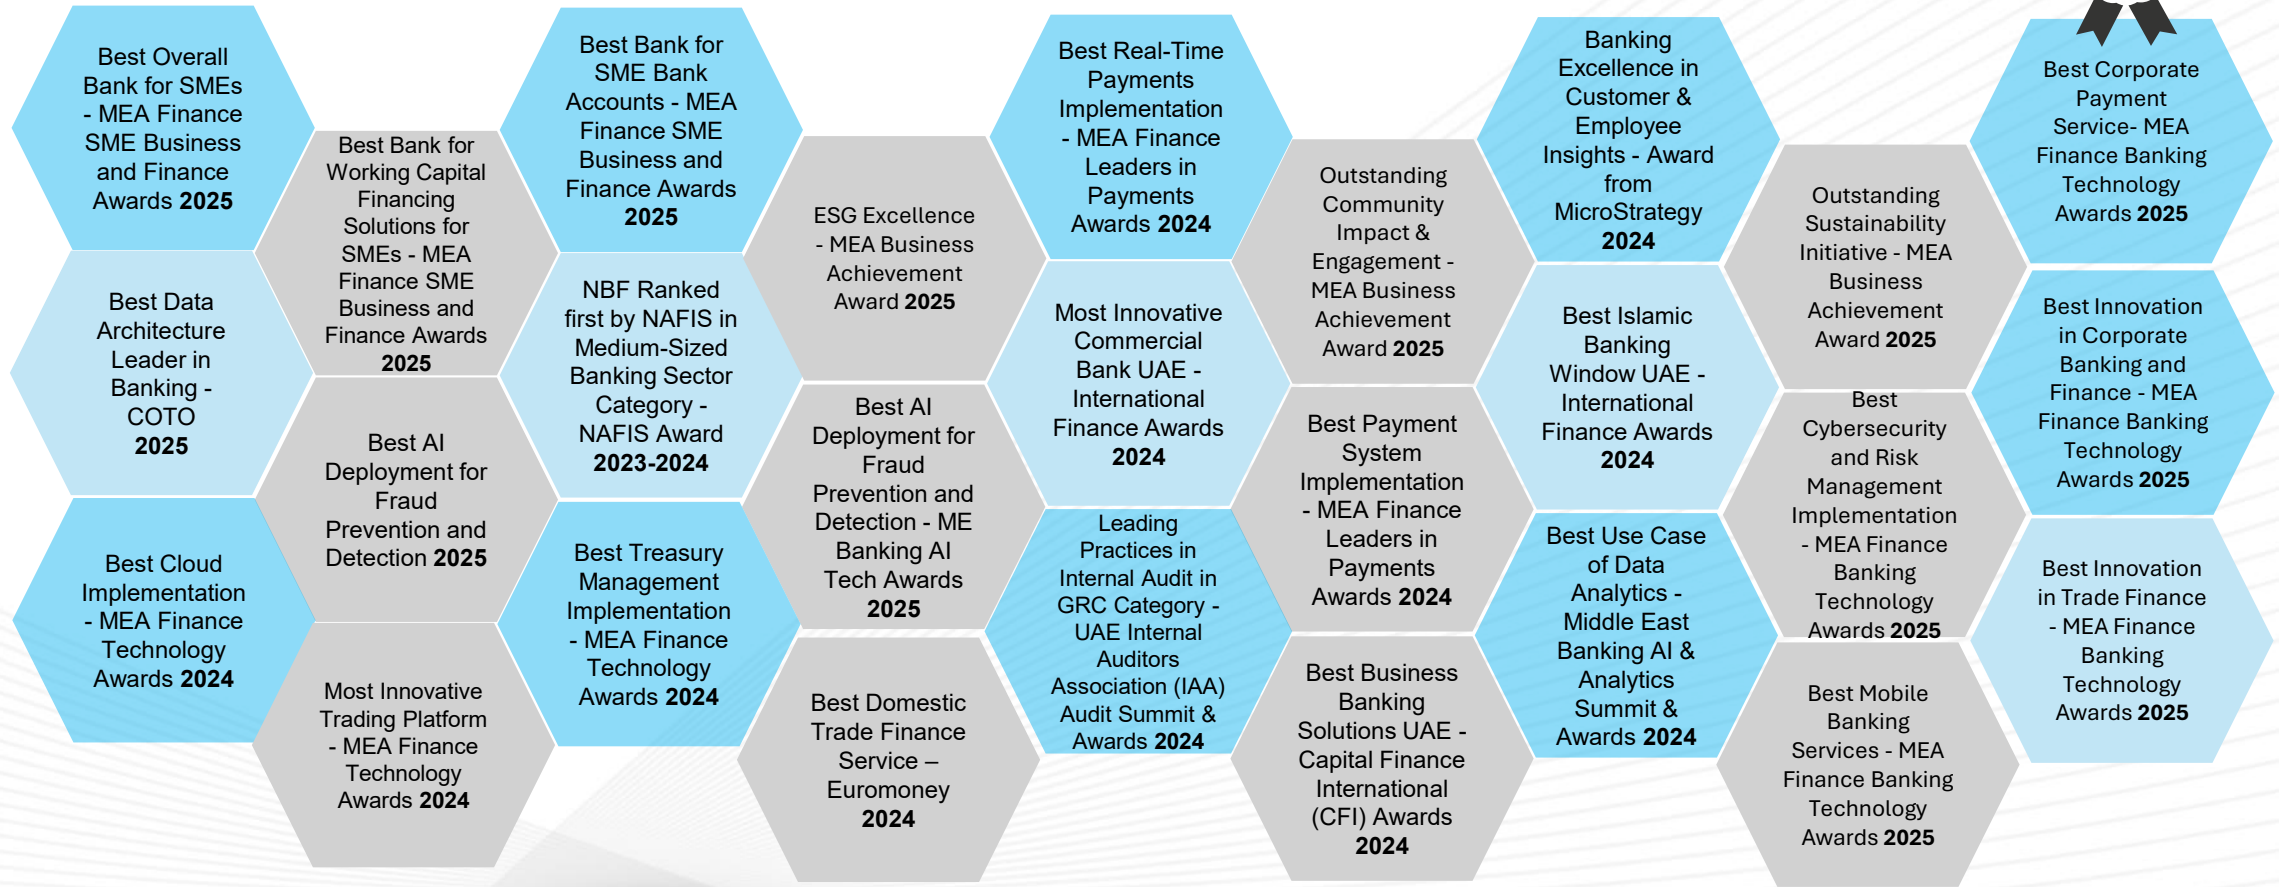 Best Overall
Bank for SMEs
- MEA Finance
SME Business
and Finance
Awards 2025
Best Data
Architecture
Leader in
Banking -
COTO
2025
Best Cloud
Implementation
- MEA Finance
Technology
Awards 2024
Best Bank for
Working Capital
Financing
Solutions for
SMEs - MEA
Finance SME
Business and
Finance Awards
2025
Best AI
Deployment for
Fraud
Prevention and
Detection 2025
Most Innovative
Trading Platform
- MEA Finance
Technology
Awards 2024
Best Bank for
SME Bank
Accounts - MEA
Finance SME
Business and
Finance Awards
2025
NBF Ranked
first by NAFIS in
Medium-Sized
Banking Sector
Category -
NAFIS Award
2023-2024
Best Treasury
Management
Implementation
- MEA Finance
Technology
Awards 2024
ESG Excellence
- MEA Business
Achievement
Award 2025
Best AI
Deployment for
Fraud
Prevention and
Detection - ME
Banking AI
Tech Awards
2025
Best Domestic
Trade Finance
Service –
Euromoney
2024
Best Real-Time
Payments
Implementation
- MEA Finance
Leaders in
Payments
Awards 2024
Most Innovative
Commercial
Bank UAE -
International
Finance Awards
2024
Leading
Practices in
Internal Audit in
GRC Category -
UAE Internal
Auditors
Association (IAA)
Audit Summit &
Awards 2024
Outstanding
Community
Impact &
Engagement -
MEA Business
Achievement
Award 2025
Best Payment
System
Implementation
- MEA Finance
Leaders in
Payments
Awards 2024
Best Business
Banking
Solutions UAE -
Capital Finance
International
(CFI) Awards
2024
Banking
Excellence in
Customer &
Employee
Insights - Award
from
MicroStrategy
2024
Best Islamic
Banking
Window UAE -
International
Finance Awards
2024
Best Use Case
of Data
Analytics -
Middle East
Banking AI &
Analytics
Summit &
Awards 2024
Outstanding
Sustainability
Initiative - MEA
Business
Achievement
Award 2025
Best
Cybersecurity
and Risk
Management
Implementation
- MEA Finance
Banking
Technology
Awards 2025
Best Mobile
Banking
Services - MEA
Finance Banking
Technology
Awards 2025
Best Corporate
Payment
Service- MEA
Finance Banking
Technology
Awards 2025
Best Innovation
in Corporate
Banking and
Finance - MEA
Finance Banking
Technology
Awards 2025
Best Innovation
in Trade Finance
- MEA Finance
Banking
Technology
Awards 2025